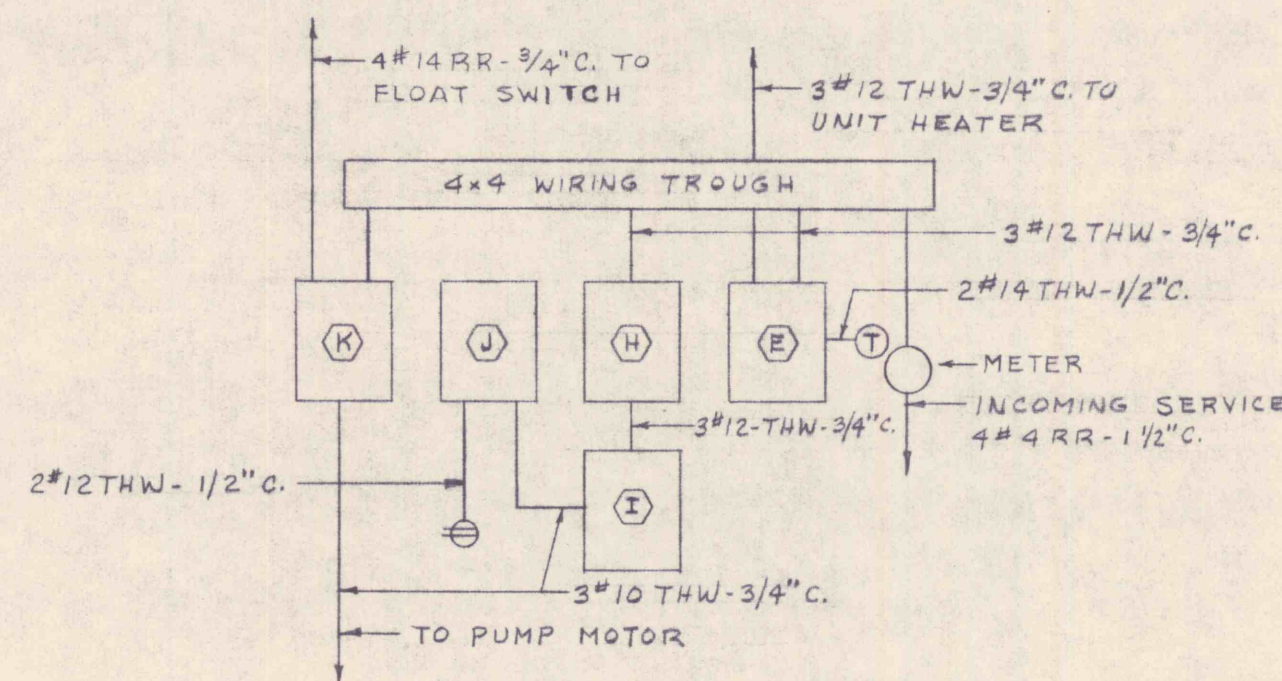 4#14 RR - 3/4" C. TO
FLOAT SWITCH
3#12 THW - 3/4" C. TO
UNIT HEATER
4x4 WIRING TROUGH
3#12 THW - 3/4" C.
2#14 THW - 1/2" C.
K
J
H
E
T
METER
INCOMING SERVICE
4#4 RR - 1 1/2" C.
3#12-THW-3/4" C.
2#12 THW - 1/2" C.
I
3#10 THW - 3/4" C.
TO PUMP MOTOR